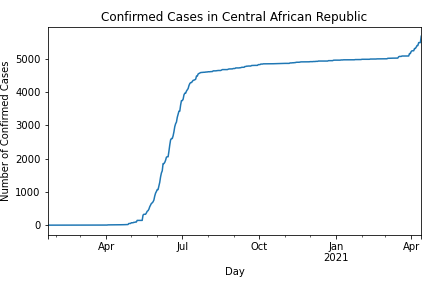 Confirmed Cases in Central African Republic
Number of Confirmed Cases
5000
4000
3000
2000
1000
0
Apr
Jul
Oct
Jan
2021
Apr
Day